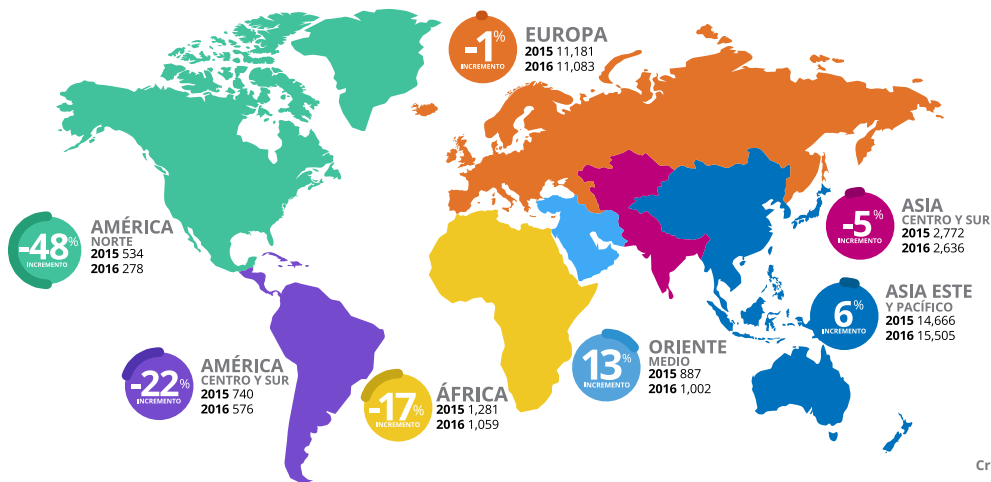 -1%
INCREMENTO
EUROPA
2015 11,181
2016 11,083
-48%
INCREMENTO
AMÉRICA
NORTE
2015 534
2016 278
-5%
INCREMENTO
ASIA
CENTRO Y SUR
2015 2,772
2016 2,636
6%
INCREMENTO
ASIA ESTE
Y PACÍFICO
2015 14,666
2016 15,505
-22%
INCREMENTO
AMÉRICA
CENTRO Y SUR
2015 740
2016 576
-17%
INCREMENTO
ÁFRICA
2015 1,281
2016 1,059
13%
INCREMENTO
ORIENTE
MEDIO
2015 887
2016 1,002
Cr